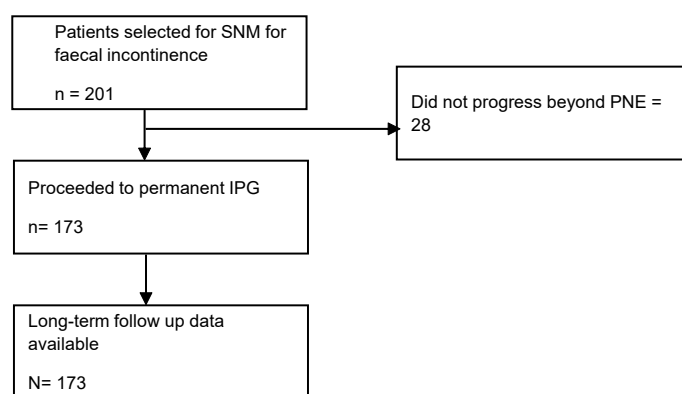 Patients selected for SNM for
faecal incontinence
n = 201
Did not progress beyond PNE =
28
Proceeded to permanent IPG
n= 173
Long-term follow up data
available
N= 173